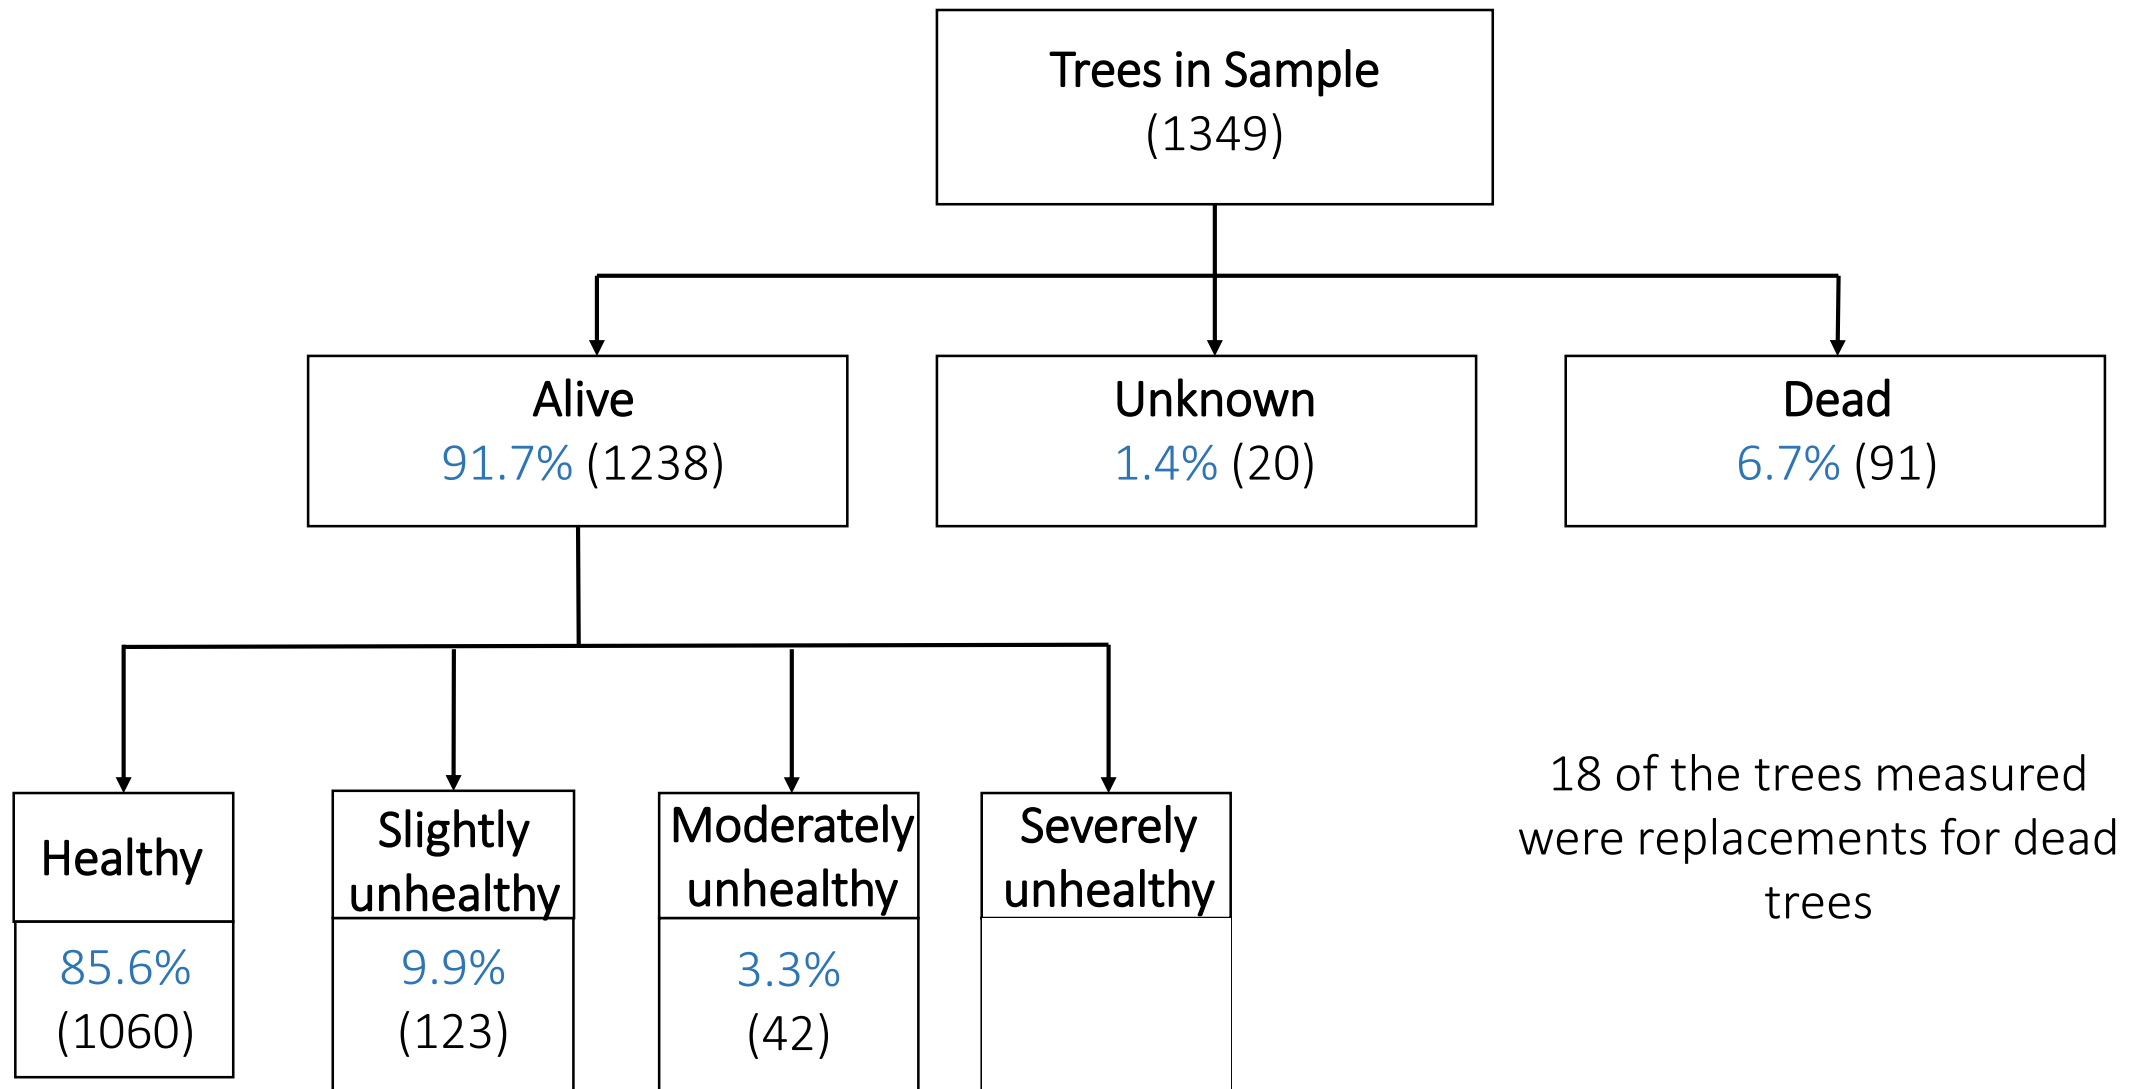 Trees in Sample
(1349)
Alive
91.7% (1238)
Unknown
1.4% (20)
Dead
6.7% (91)
Healthy
85.6%
(1060)
Slightly
unhealthy
9.9%
(123)
Moderately
unhealthy
3.3%
(42)
Severely
unhealthy
18 of the trees measured
were replacements for dead
trees